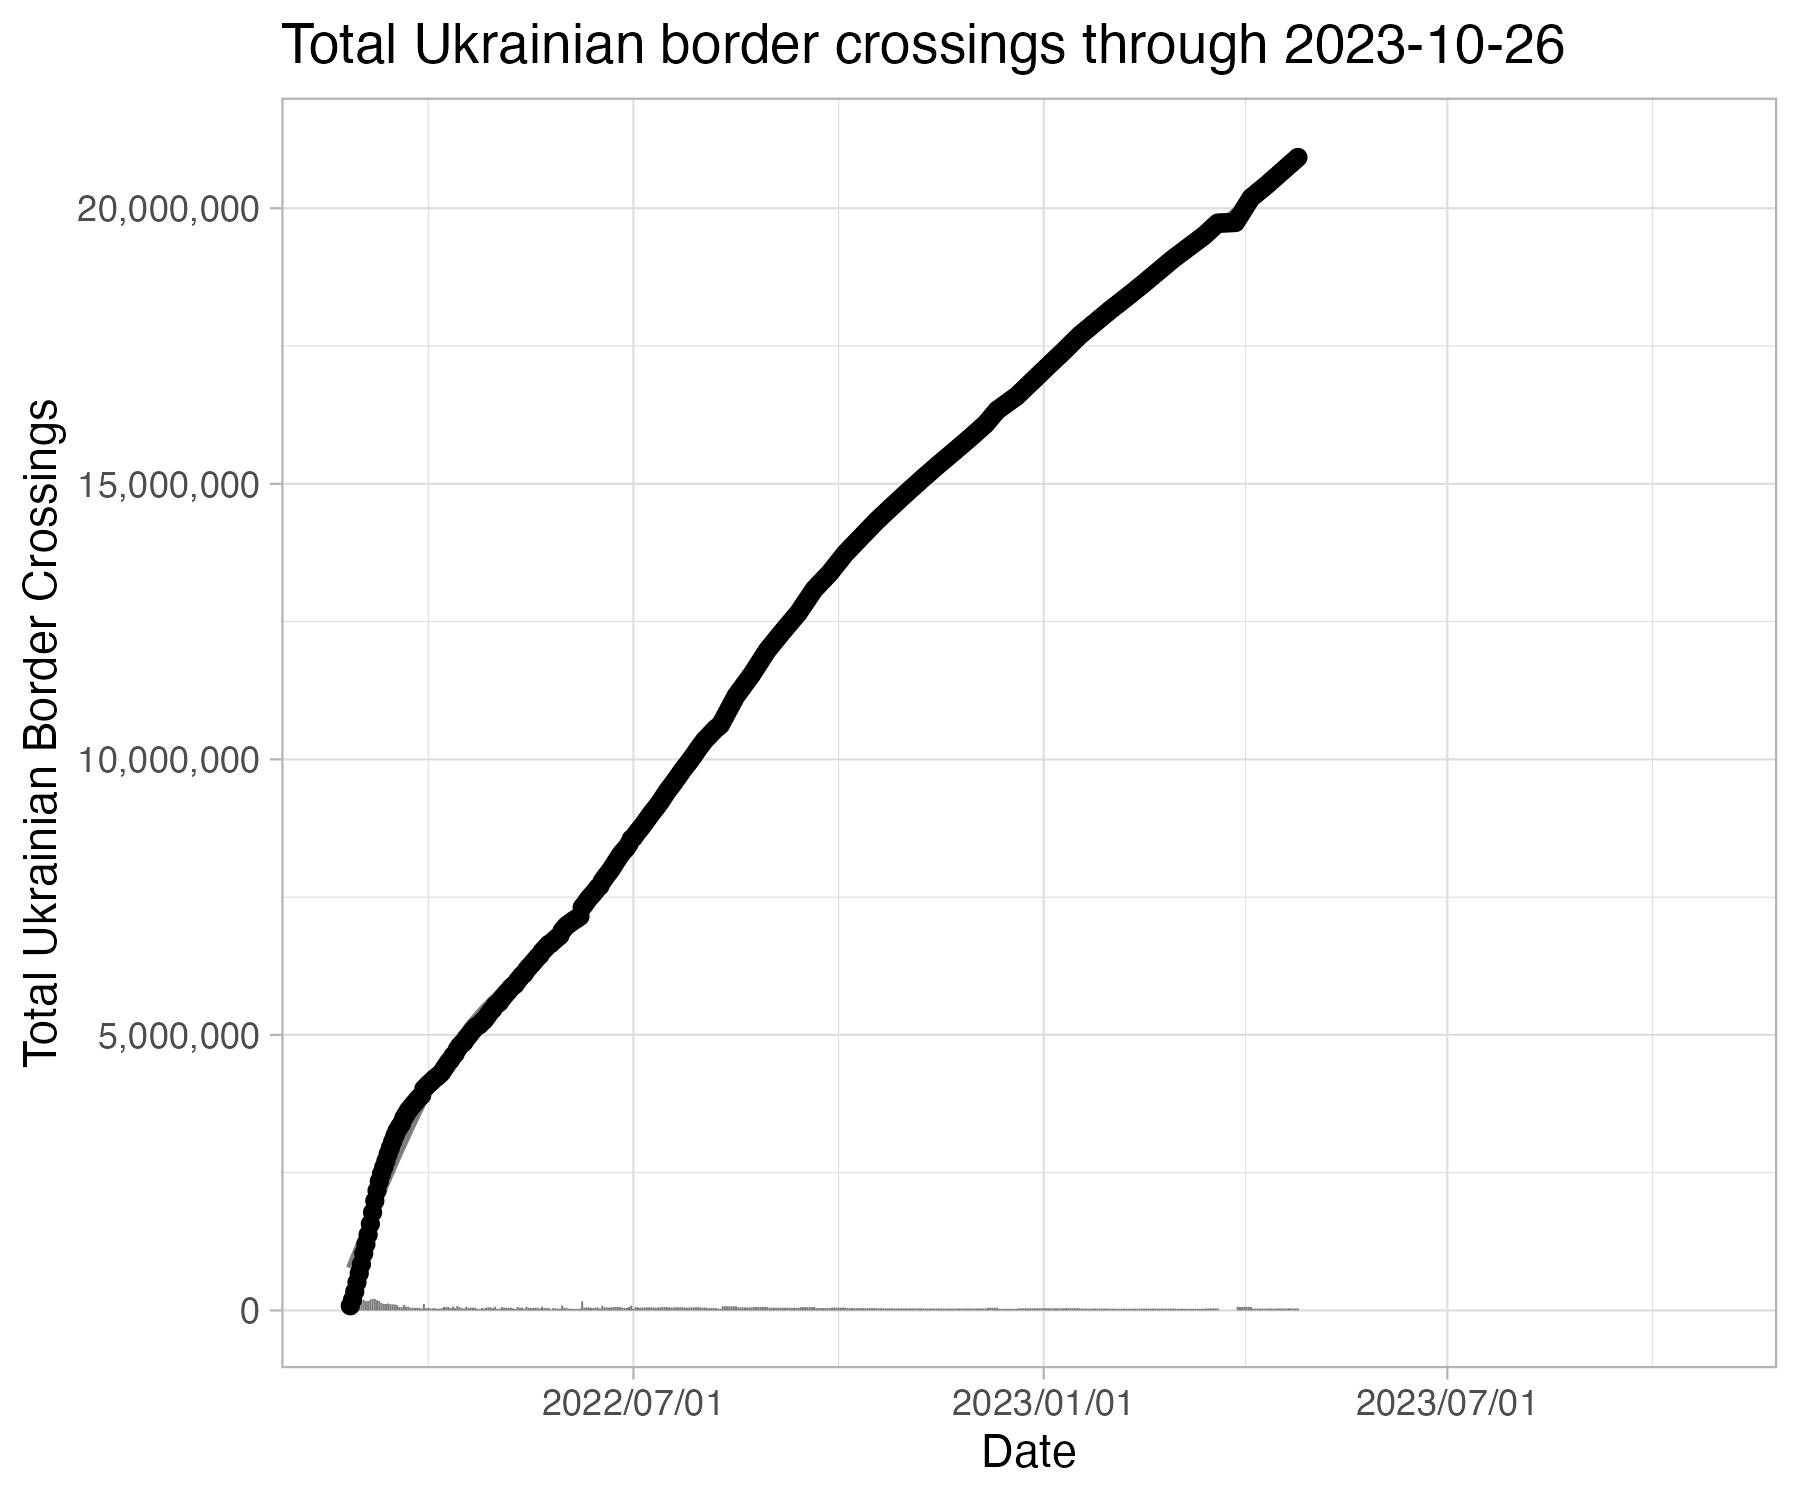 Total Ukrainian border crossings through 2023-10-26
Total Ukrainian Border Crossings
20,000,000
15,000,000
10,000,000
5,000,000
0
2022/07/01
2023/01/01
2023/07/01
Date